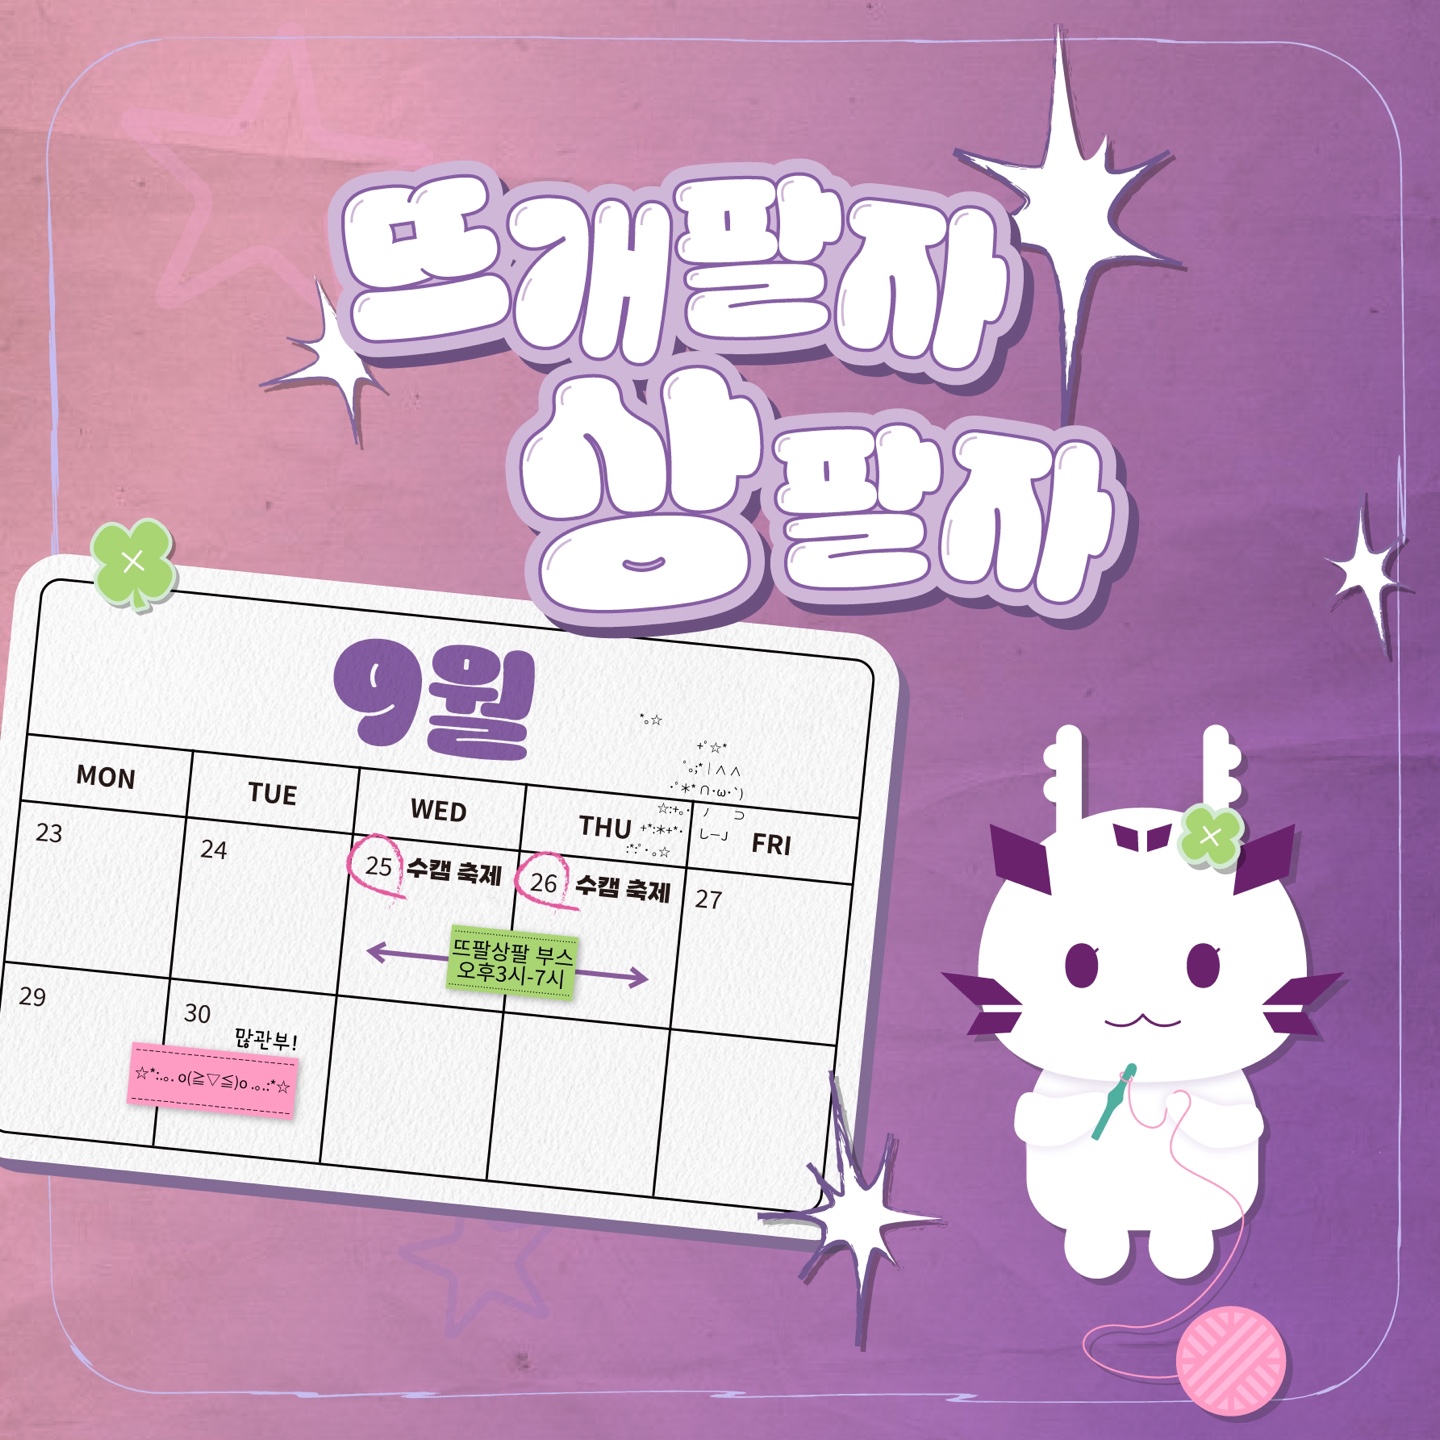 뜨개팔자
상팔자
9월
*｡☆
+ﾟ☆*
ﾟ｡;ﾟ*｜∧ ∧
･ﾟ＊*∩･ω･`)
☆:+｡･ ﾉ ⊃
+*:＊+*･ し─Ｊ
:*:ﾟ･｡☆
MON TUE WED THU FRI
23 24 25 수캠 축제 26 수캠 축제 27
뜨팔상팔 부스
오후3시-7시
29 30
많관부!
☆*:.｡. o(≧▽≦)o .｡.:*☆